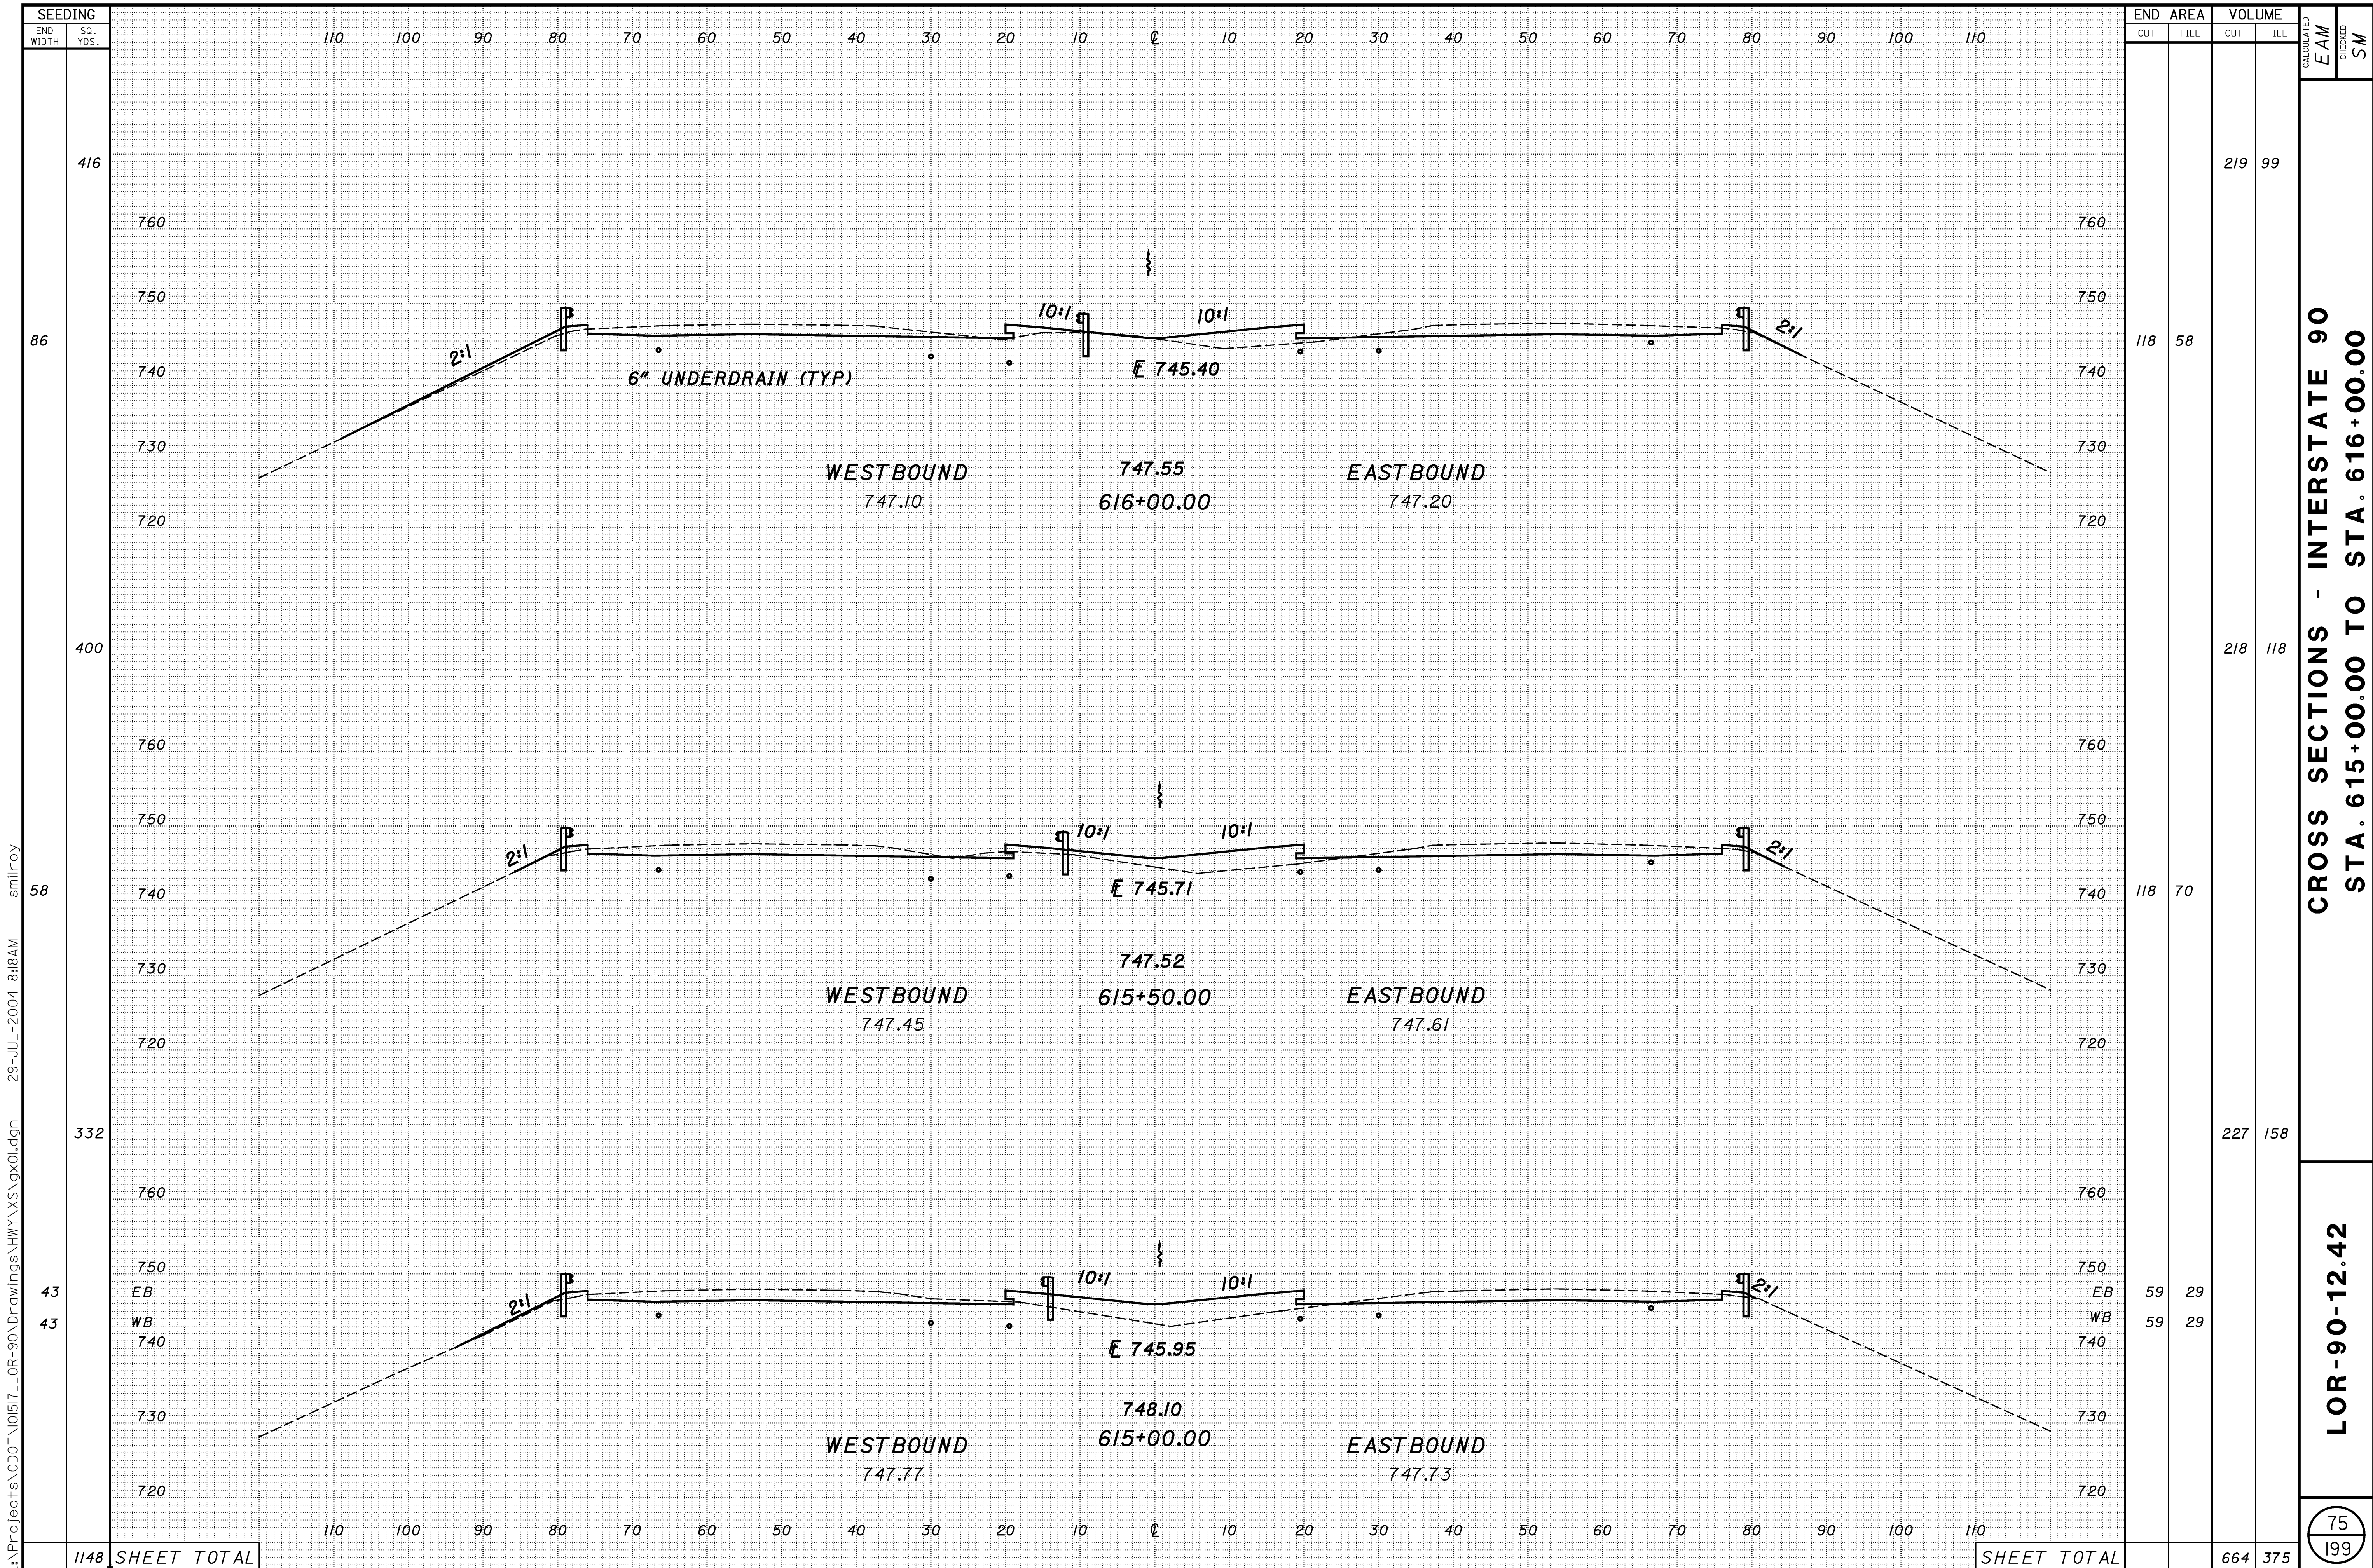 SEEDING
END WIDTH
SQ. YDS.
110 100 90 80 70 60 50 40 30 20 10 ℄ 10 20 30 40 50 60 70 80 90 100 110
END AREA
VOLUME
CUT FILL CUT FILL
CALCULATED
EAM
CHECKED
SM
416
219 99
760
760
750
750
10:1
10:1
2:1
2:1
86
118 58
740
6" UNDERDRAIN (TYP)
℄ 745.40
740
730
730
WESTBOUND
747.55
EASTBOUND
747.10
616+00.00
747.20
720
720
400
218 118
760
760
750
750
2:1
10:1
10:1
2:1
58
740
℄ 745.71
740
118 70
730
747.52
730
WESTBOUND
615+50.00
EASTBOUND
747.45
747.61
720
720
332
227 158
760
760
750
750
10:1
10:1
2:1
2:1
43
EB
EB
59 29
43
WB
WB
59 29
740
℄ 745.95
740
730
748.10
730
WESTBOUND
615+00.00
EASTBOUND
747.77
747.73
720
720
110 100 90 80 70 60 50 40 30 20 10 ℄ 10 20 30 40 50 60 70 80 90 100 110
1148
SHEET TOTAL
SHEET TOTAL
664 375
CROSS SECTIONS - INTERSTATE 90
STA. 615+00.00 TO STA. 616+00.00
LOR-90-12.42
75
199
:\Projects\ODOT\101517_LOR-90\Drawings\HWY\XS\gx01.dgn 29-JUL-2004 8:18AM smilroy